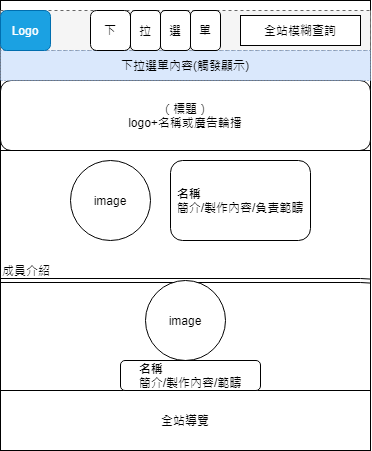 Logo
下 拉 選 單
全站模糊查詢
下拉選單內容(觸發顯示)
（標題）
logo+名稱或廣告輪播
image
名稱
簡介/製作內容/負責範疇
成員介紹
image
名稱
簡介/製作內容/範疇
全站導覽